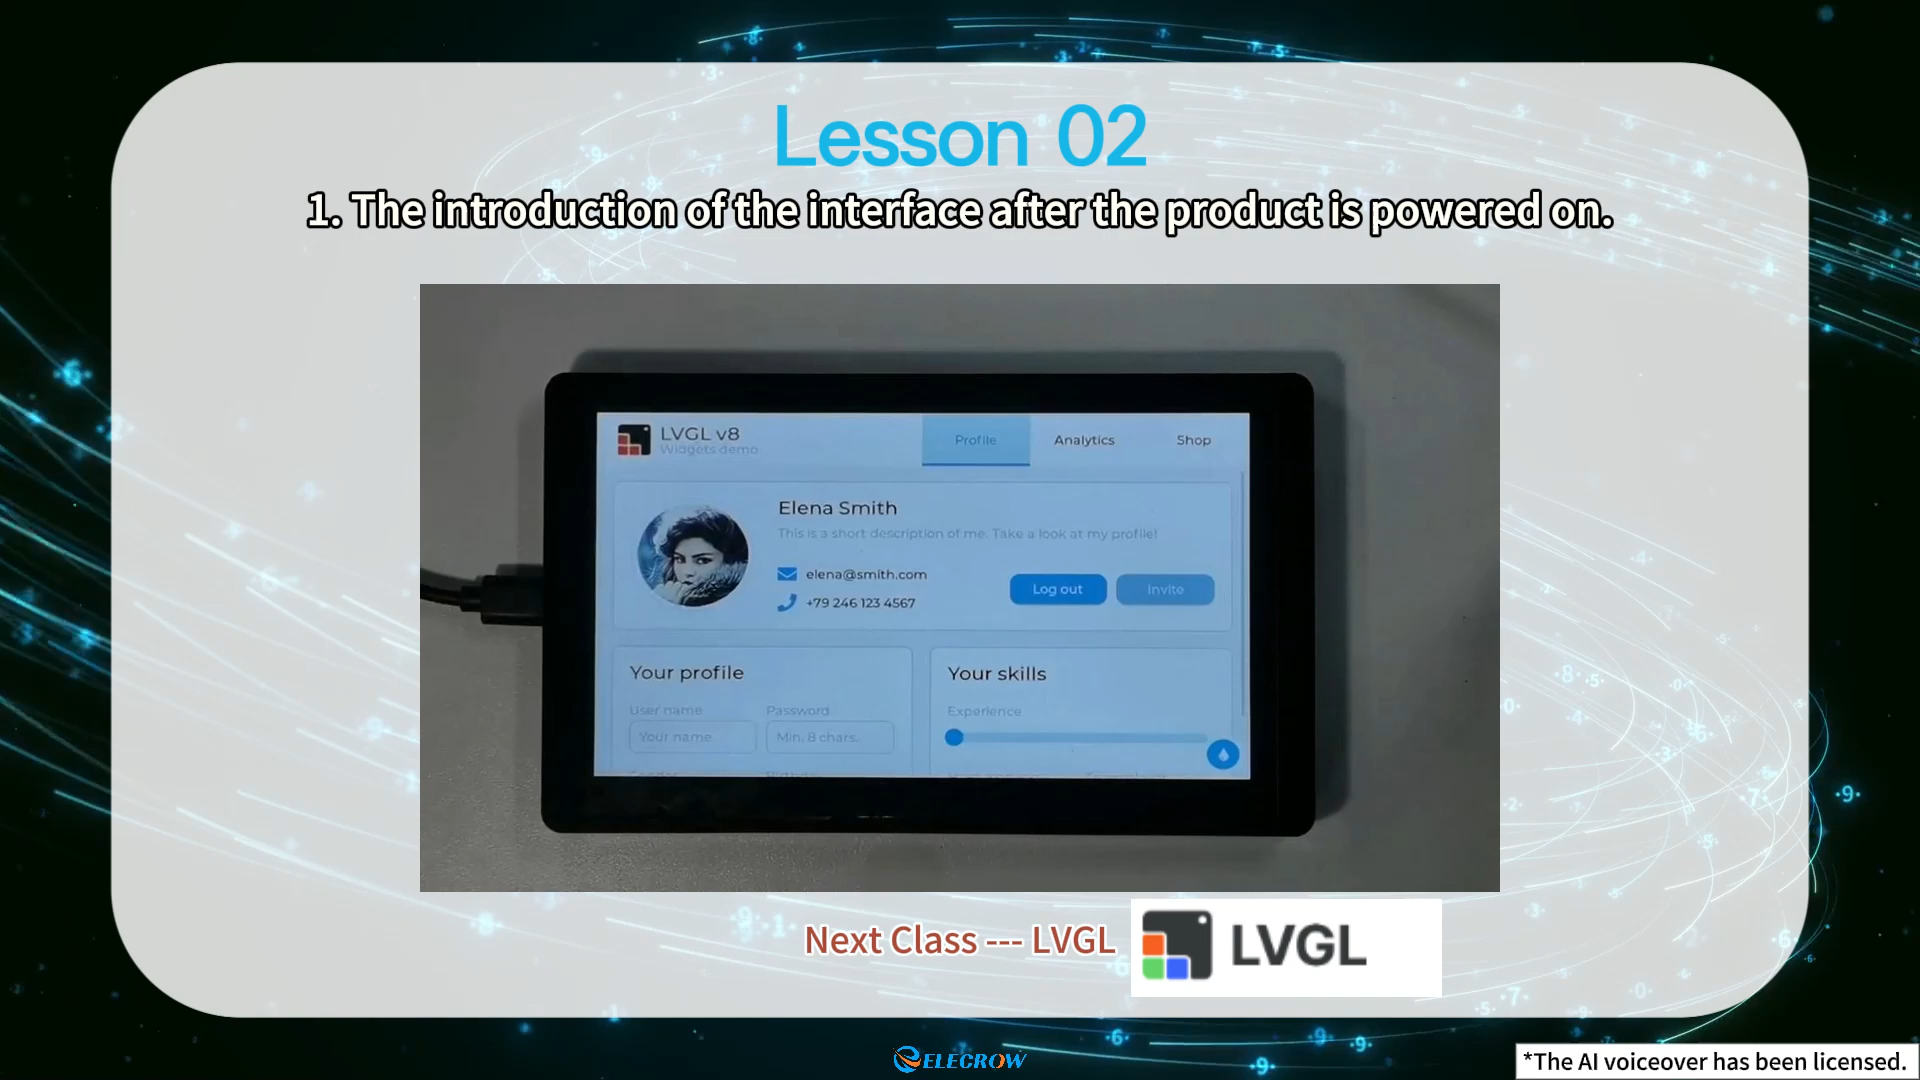 Lesson 02
1. The introduction of the interface after the product is powered on.
LVGL v8
Widgets demo
Profile
Analytics
Shop
Elena Smith
This is a short description of me. Take a look at my profile!
elena@smith.com
+79 246 123 4567
Log out
Invite
Your profile
User name
Password
Your name
Min. 8 chars.
Your skills
Experience
Next Class --- LVGL
LVGL
ELECROW
*The AI voiceover has been licensed.